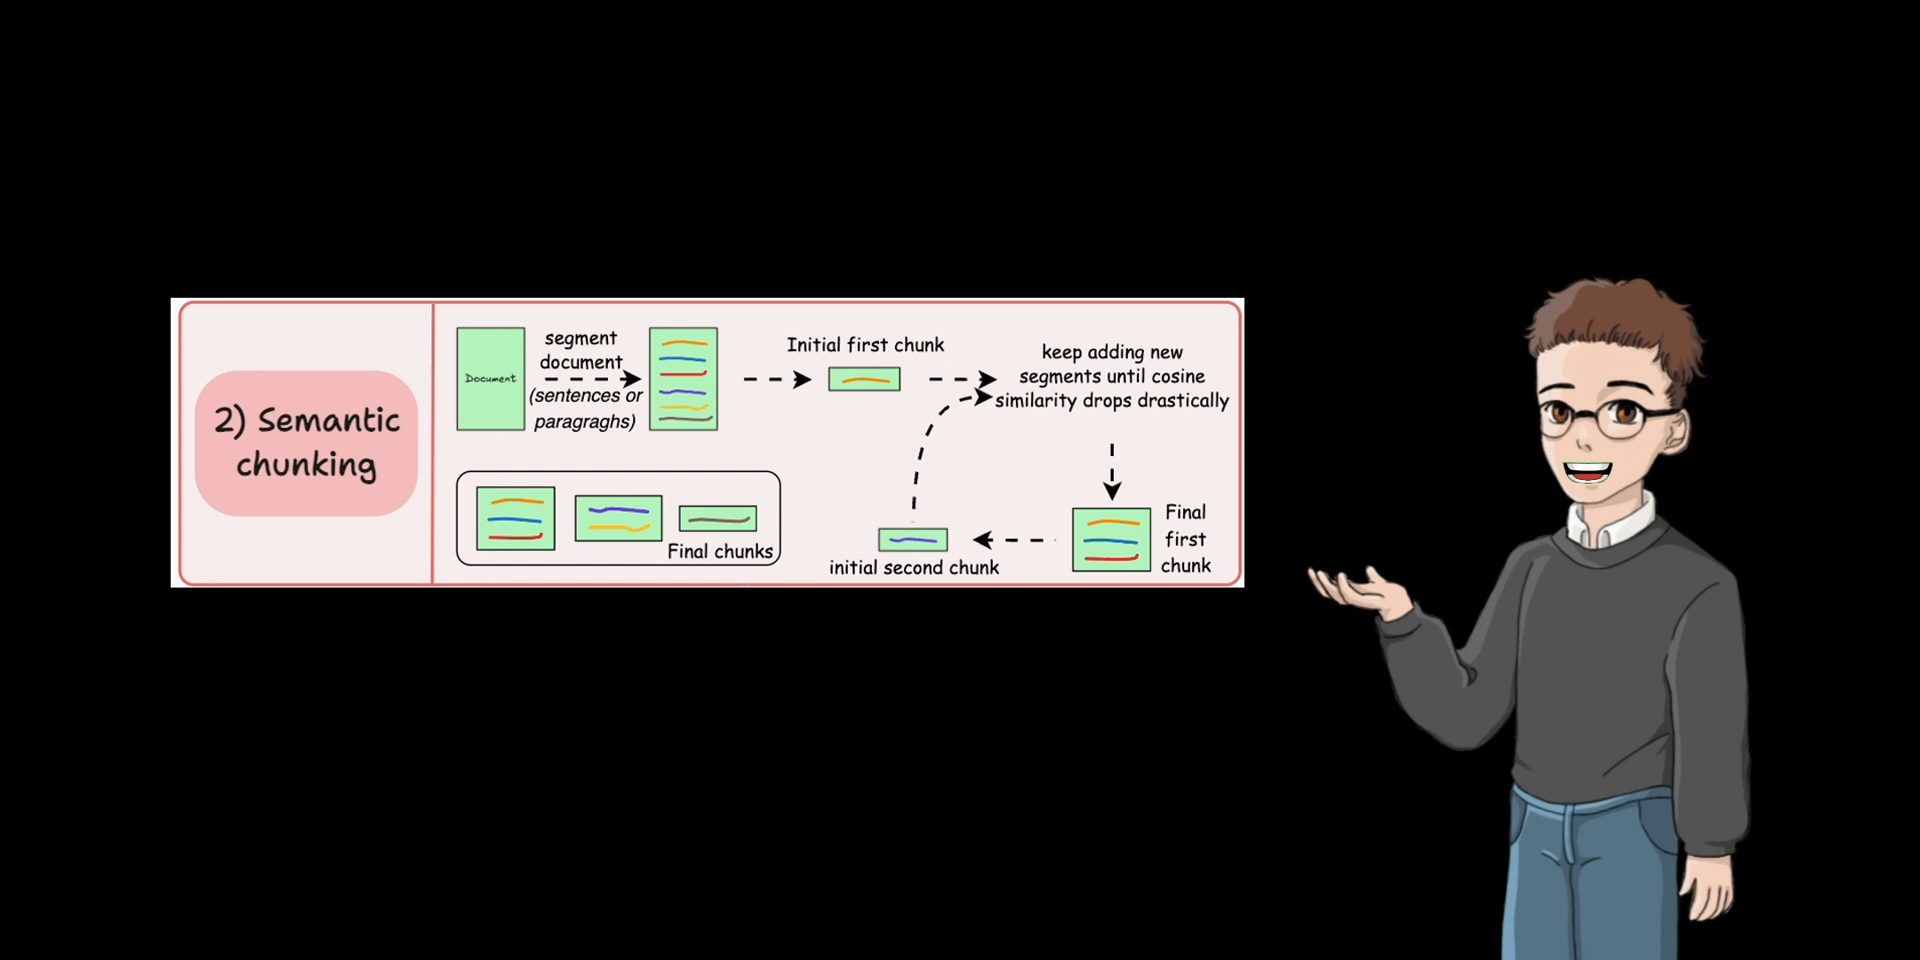 2) Semantic
chunking
Document
segment
document
(sentences or
paragraghs)
Initial first chunk
keep adding new
segments until cosine
similarity drops drastically
Final
first
chunk
initial second chunk
Final chunks